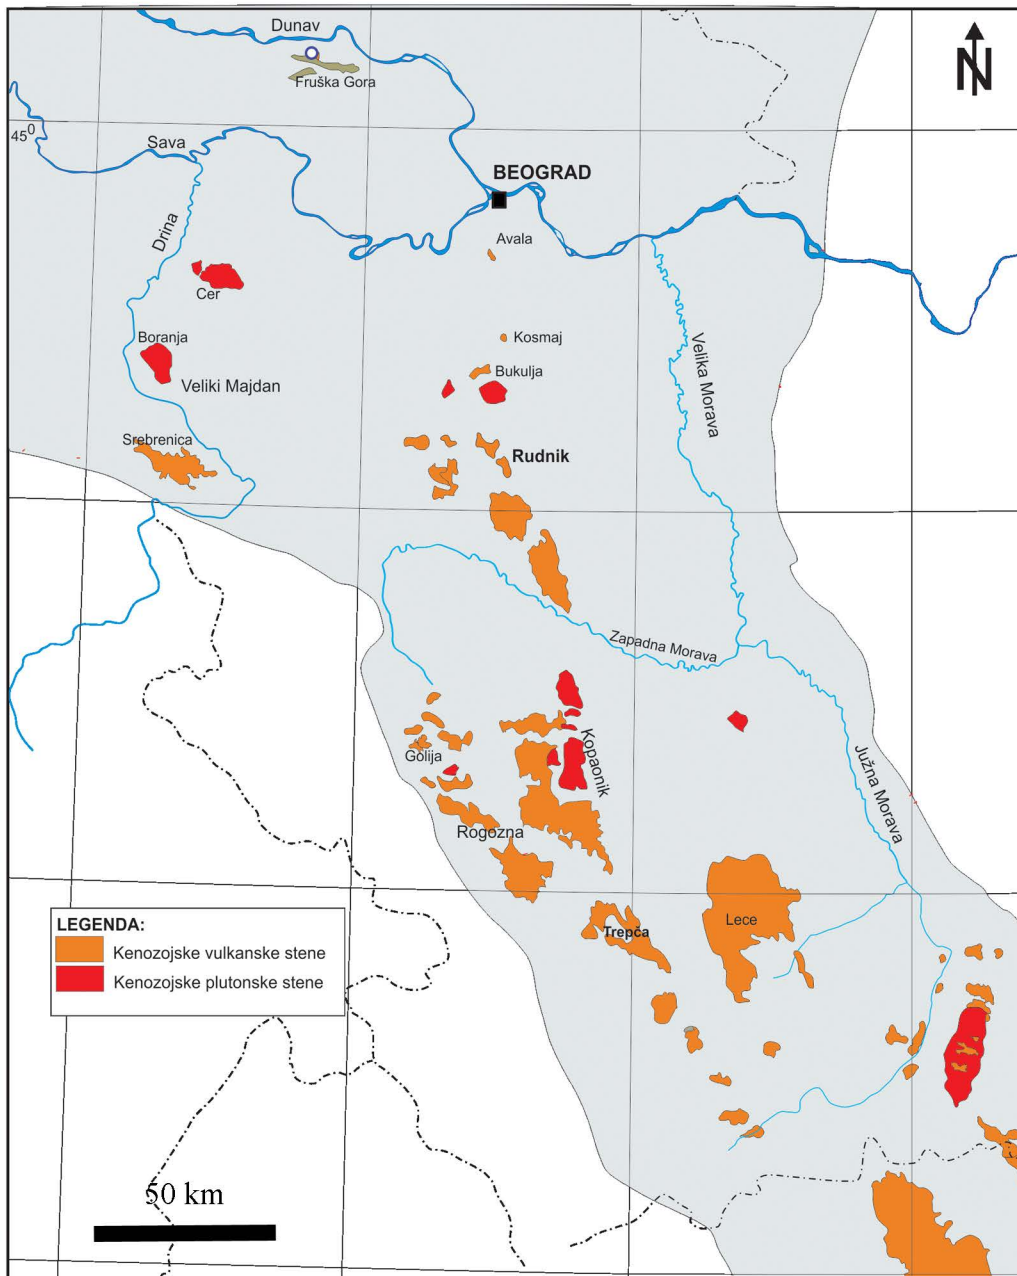 Dunav
N
Fruška Gora
45⁰
Sava
BEOGRAD
Drina
Avala
Cer
Boranja
Kosmaj
Velika Morava
Bukulja
Veliki Majdan
Srebrenica
Rudnik
Zapadna Morava
Kopaonik
Golija
Južna Morava
Rogozna
LEGENDA:
Kenozojske vulkanske stene
Kenozojske plutonske stene
Lece
Trepča
50 km